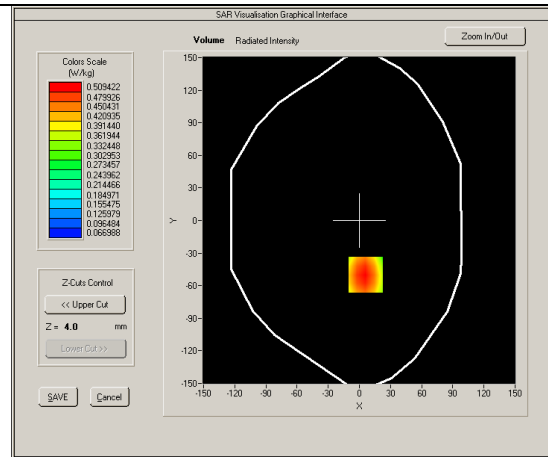 SAR Visualisation Graphical Interface
Volume Radiated Intensity
Zoom In/Out
Colors Scale
(W/kg)
0.509422
0.479926
0.450431
0.420935
0.391440
0.361944
0.332448
0.302953
0.273457
0.243962
0.214466
0.184971
0.155475
0.125979
0.096484
0.066988
Z-Cuts Control
<< Upper Cut
Z = 4.0 mm
Lower Cut >>
SAVE Cancel
150
120
90
60
30
0
-30
-60
-90
-120
-150
Y
-150 -120 -90 -60 -30 0 30 60 90 120 150
X